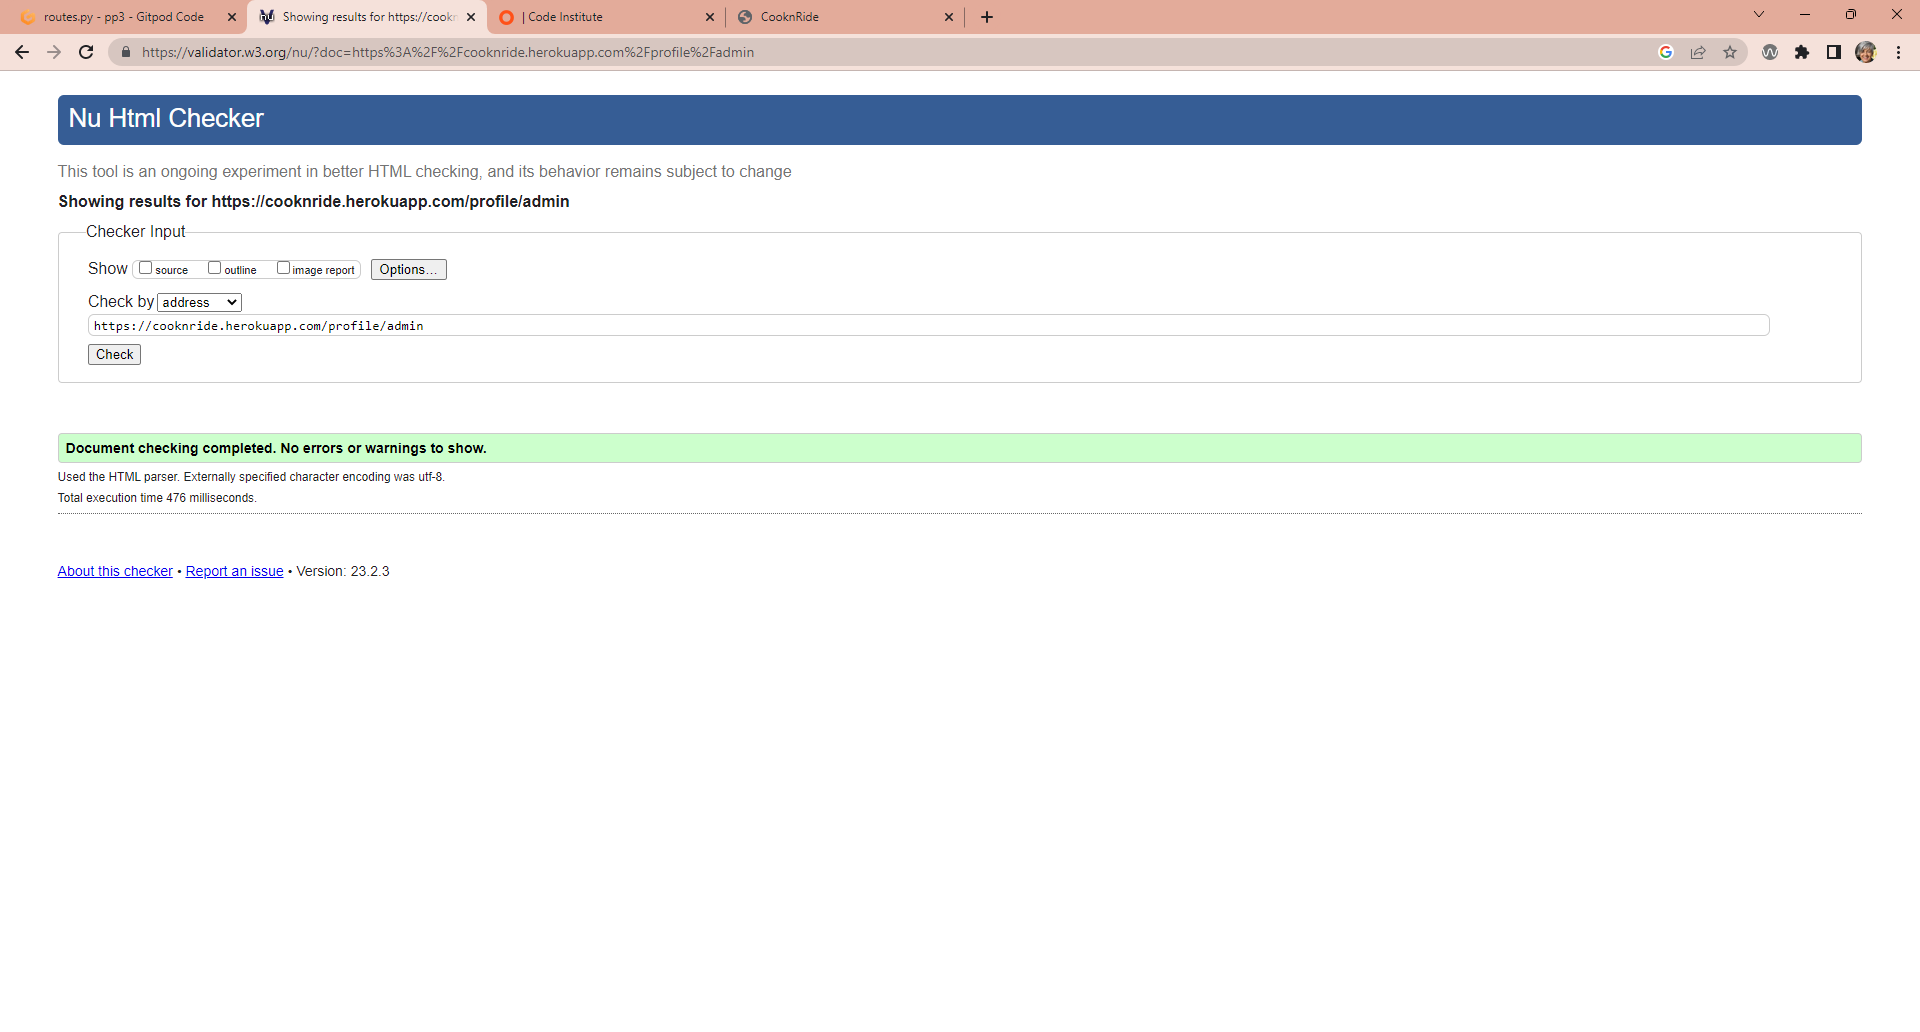 routes.py - pp3 - Gitpod Code
Showing results for https://cookn
| Code Institute
CooknRide
https://validator.w3.org/nu/?doc=https%3A%2F%2Fcooknride.herokuapp.com%2Fprofile%2Fadmin
Nu Html Checker
This tool is an ongoing experiment in better HTML checking, and its behavior remains subject to change
Showing results for https://cooknride.herokuapp.com/profile/admin
Checker Input
Show source outline image report Options...
Check by address
https://cooknride.herokuapp.com/profile/admin
Check
Document checking completed. No errors or warnings to show.
Used the HTML parser. Externally specified character encoding was utf-8.
Total execution time 476 milliseconds.
About this checker • Report an issue • Version: 23.2.3